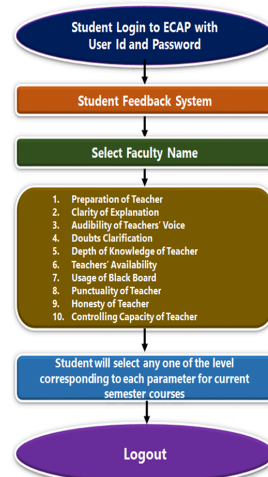 Student Login to ECAP with
User Id and Password
Student Feedback System
Select Faculty Name
1. Preparation of Teacher
2. Clarity of Explanation
3. Audibility of Teachers' Voice
4. Doubts Clarification
5. Depth of Knowledge of Teacher
6. Teachers' Availability
7. Usage of Black Board
8. Punctuality of Teacher
9. Honesty of Teacher
10. Controlling Capacity of Teacher
Student will select any one of the level
corresponding to each parameter for current
semester courses
Logout